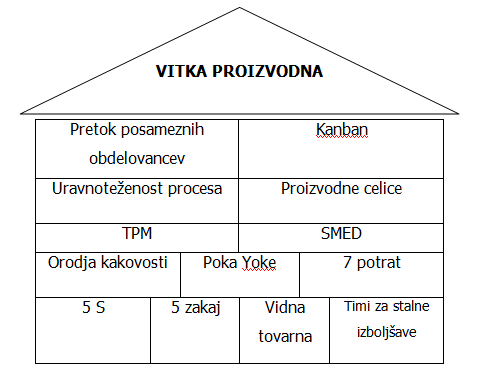 VITKA PROIZVODNA
Pretok posameznih
obdelovancev
Kanban
Uravnoteženost procesa
Proizvodne celice
TPM
SMED
Orodja kakovosti
Poka Yoke
7 potrat
5 S
5 zakaj
Vidna
tovarna
Timi za stalne
izboljšave